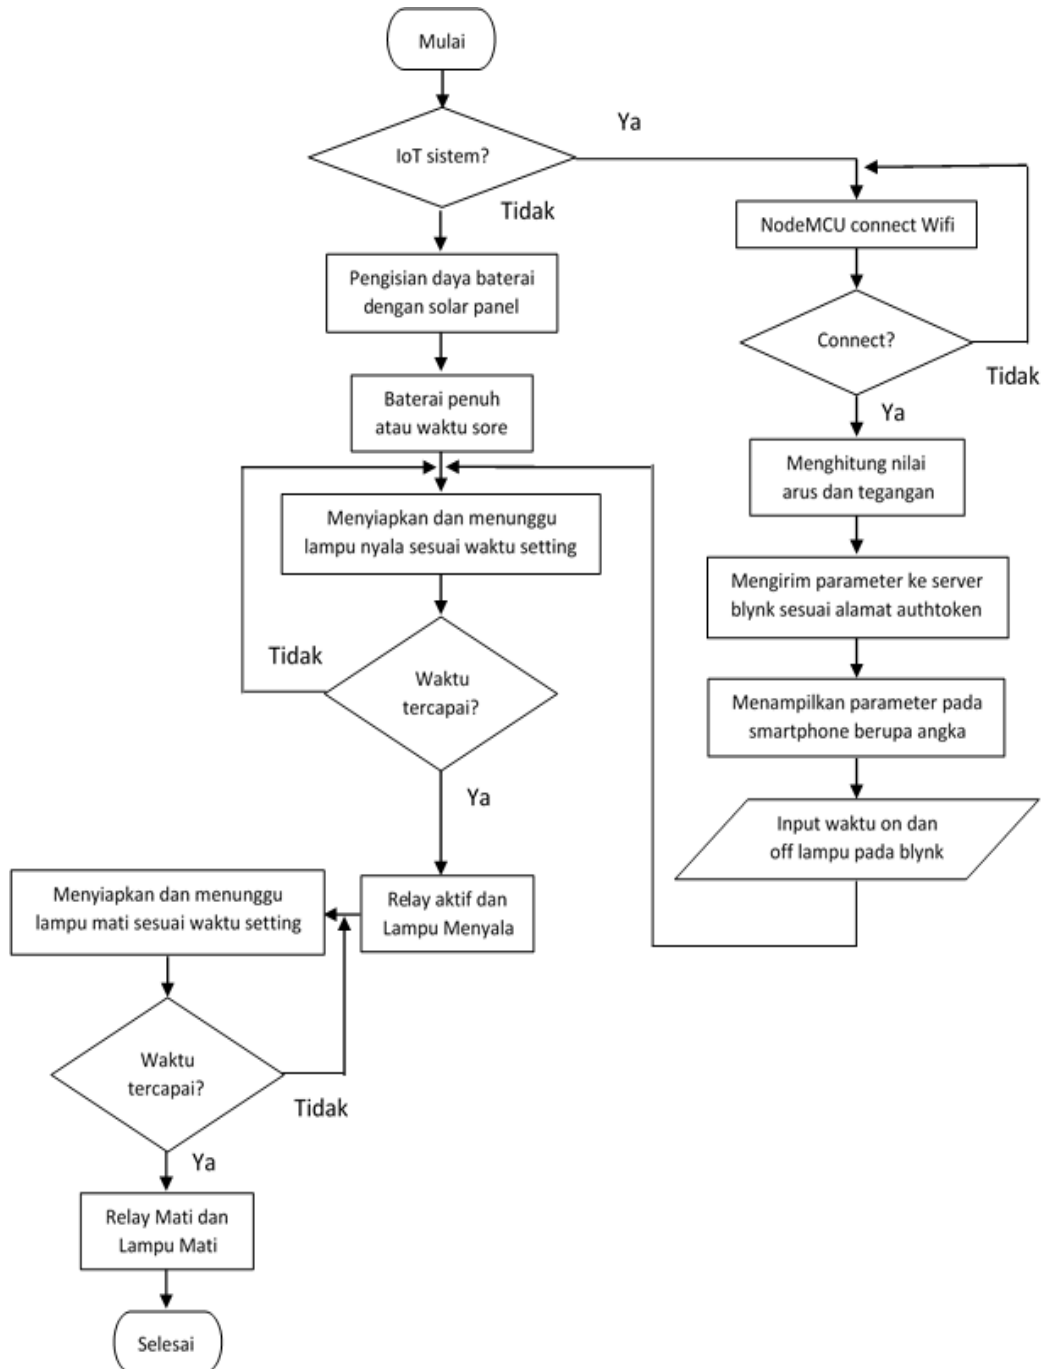 Mulai
Ya
IoT sistem?
Tidak
NodeMCU connect Wifi
Pengisian daya baterai
dengan solar panel
Connect?
Tidak
Baterai penuh
atau waktu sore
Ya
Menghitung nilai
arus dan tegangan
Menyiapkan dan menunggu
lampu nyala sesuai waktu setting
Mengirim parameter ke server
blynk sesuai alamat authtoken
Tidak
Waktu
tercapai?
Menampilkan parameter pada
smartphone berupa angka
Ya
Input waktu on dan
off lampu pada blynk
Menyiapkan dan menunggu
lampu mati sesuai waktu setting
Relay aktif dan
Lampu Menyala
Waktu
tercapai?
Tidak
Ya
Relay Mati dan
Lampu Mati
Selesai